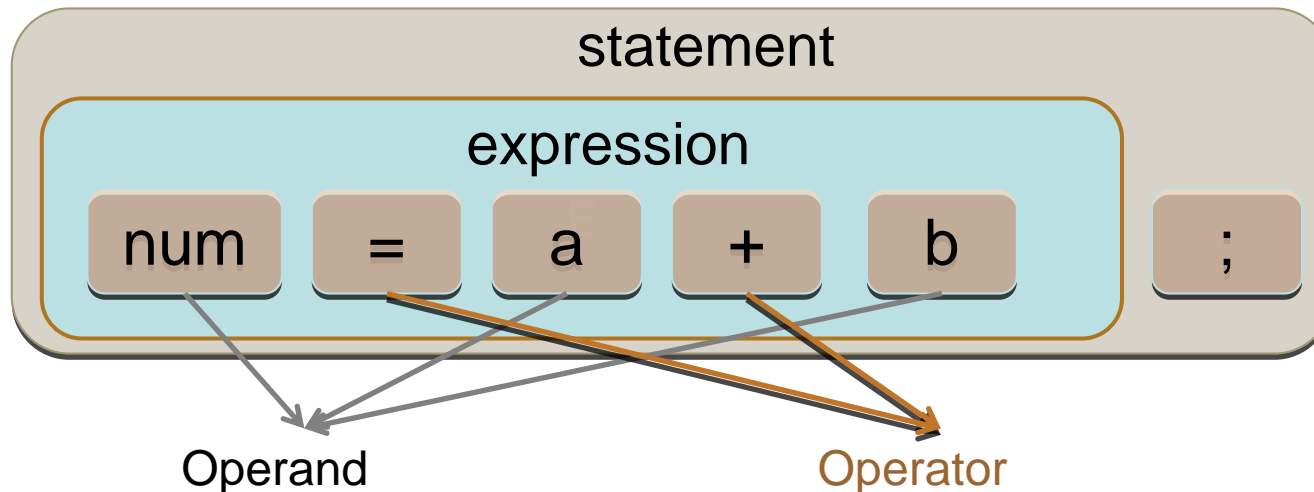 statement
expression
num = a + b ;
Operand Operator